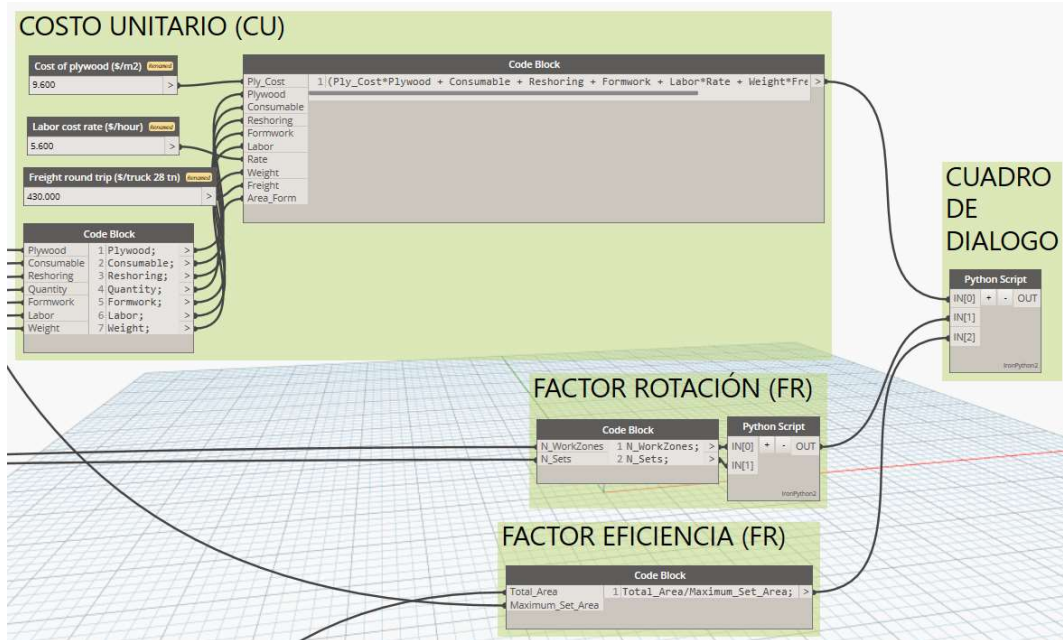 COSTO UNITARIO (CU)
Cost of plywood ($/m2) Renamed
9.600 >
Labor cost rate ($/hour) Renamed
5.600 >
Freight round trip ($/truck 28 tn) Renamed
430.000 >
Code Block
Plywood 1 Plywood; >
Consumable 2 Consumable; >
Reshoring 3 Reshoring; >
Quantity 4 Quantity; >
Formwork 5 Formwork; >
Labor 6 Labor; >
Weight 7 Weight; >
Code Block
Ply_Cost 1 (Ply_Cost*Plywood + Consumable + Reshoring + Formwork + Labor*Rate + Weight*Fre >
Plywood
Consumable
Reshoring
Formwork
Labor
Rate
Weight
Freight
Area_Form
CUADRO
DE
DIALOGO
Python Script
IN[0] + - OUT
IN[1]
IN[2]
IronPython2
FACTOR ROTACIÓN (FR)
Code Block
N_WorkZones 1 N_WorkZones; >
N_Sets 2 N_Sets; >
Python Script
IN[0] + - OUT
IN[1]
IronPython2
FACTOR EFICIENCIA (FR)
Code Block
Total_Area 1 Total_Area/Maximum_Set_Area; >
Maximum_Set_Area